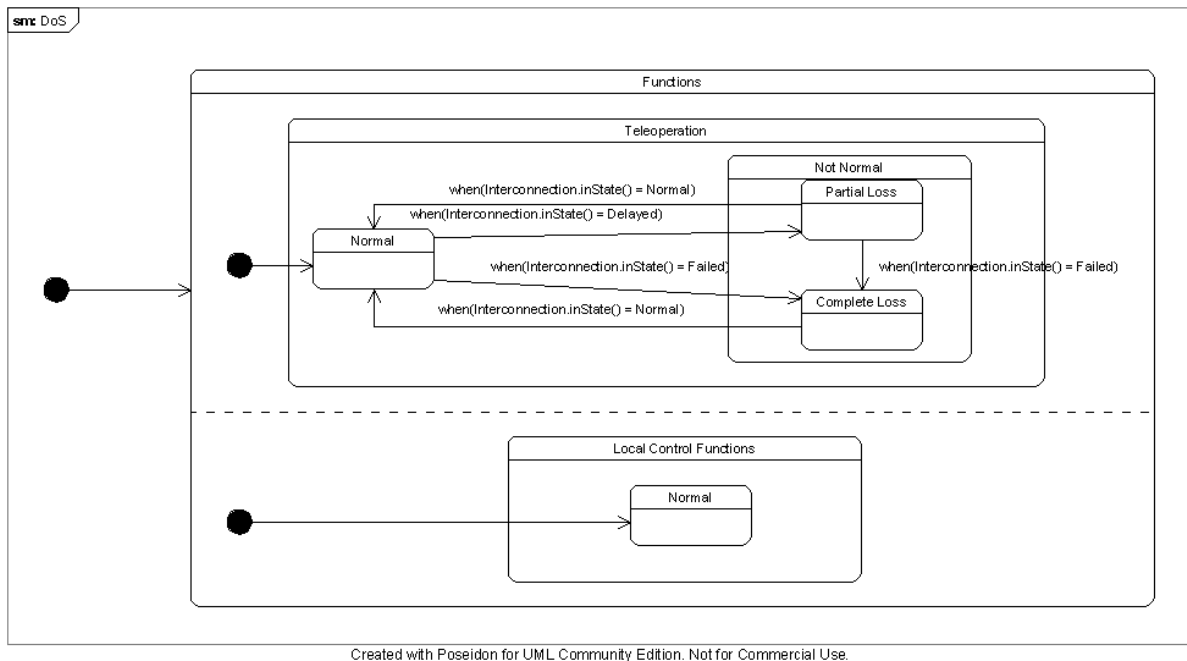 sm: DoS
Functions
Teleoperation
Not Normal
Partial Loss
when(Interconnection.inState() = Normal)
when(Interconnection.inState() = Delayed)
Normal
when(Interconnection.inState() = Failed)
when(Interconnection.inState() = Failed)
Complete Loss
when(Interconnection.inState() = Normal)
Local Control Functions
Normal
Created with Poseidon for UML Community Edition. Not for Commercial Use.